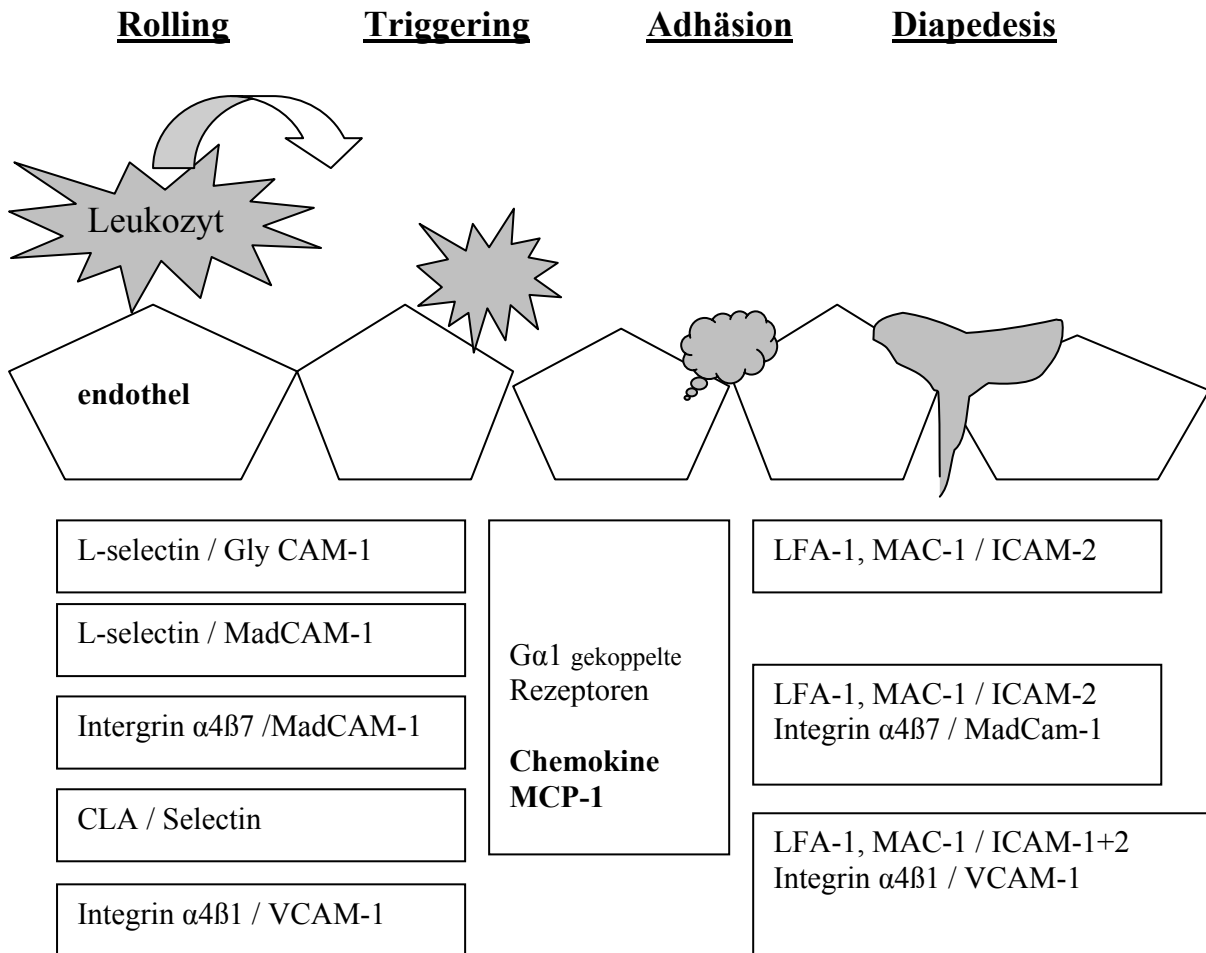 Rolling Triggering Adhäsion Diapedesis
Leukozyt
endothel
L-selectin / Gly CAM-1
L-selectin / MadCAM-1
Intergrin α4ß7 /MadCAM-1
CLA / Selectin
Integrin α4ß1 / VCAM-1
Gα1 gekoppelte
Rezeptoren
Chemokine
MCP-1
LFA-1, MAC-1 / ICAM-2
LFA-1, MAC-1 / ICAM-2
Integrin α4ß7 / MadCam-1
LFA-1, MAC-1 / ICAM-1+2
Integrin α4ß1 / VCAM-1